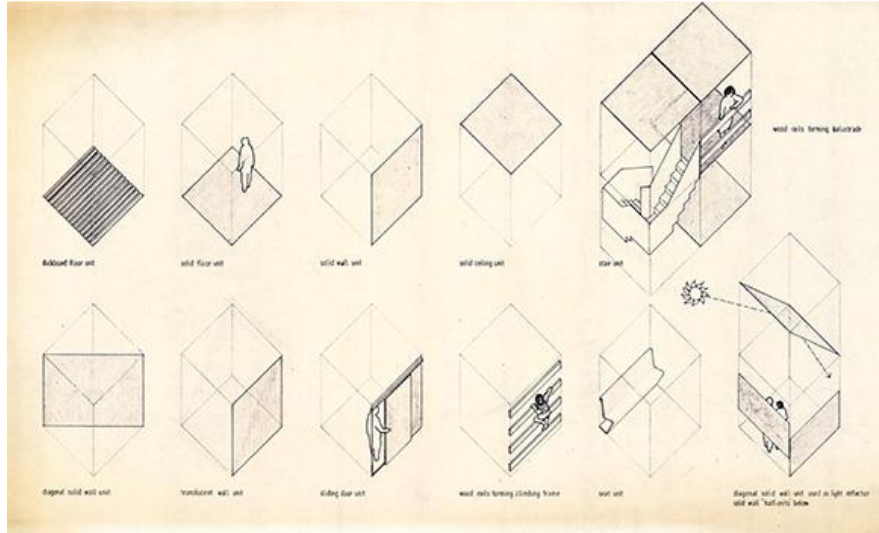 wood rails forming balustrade
duckboard floor unit
solid floor unit
solid wall unit
solid ceiling unit
stair unit
diagonal solid wall unit
translucent wall unit
sliding door unit
wood rails forming climbing frame
seat unit
diagonal solid wall unit used as light reflector
solid wall "half-units" below